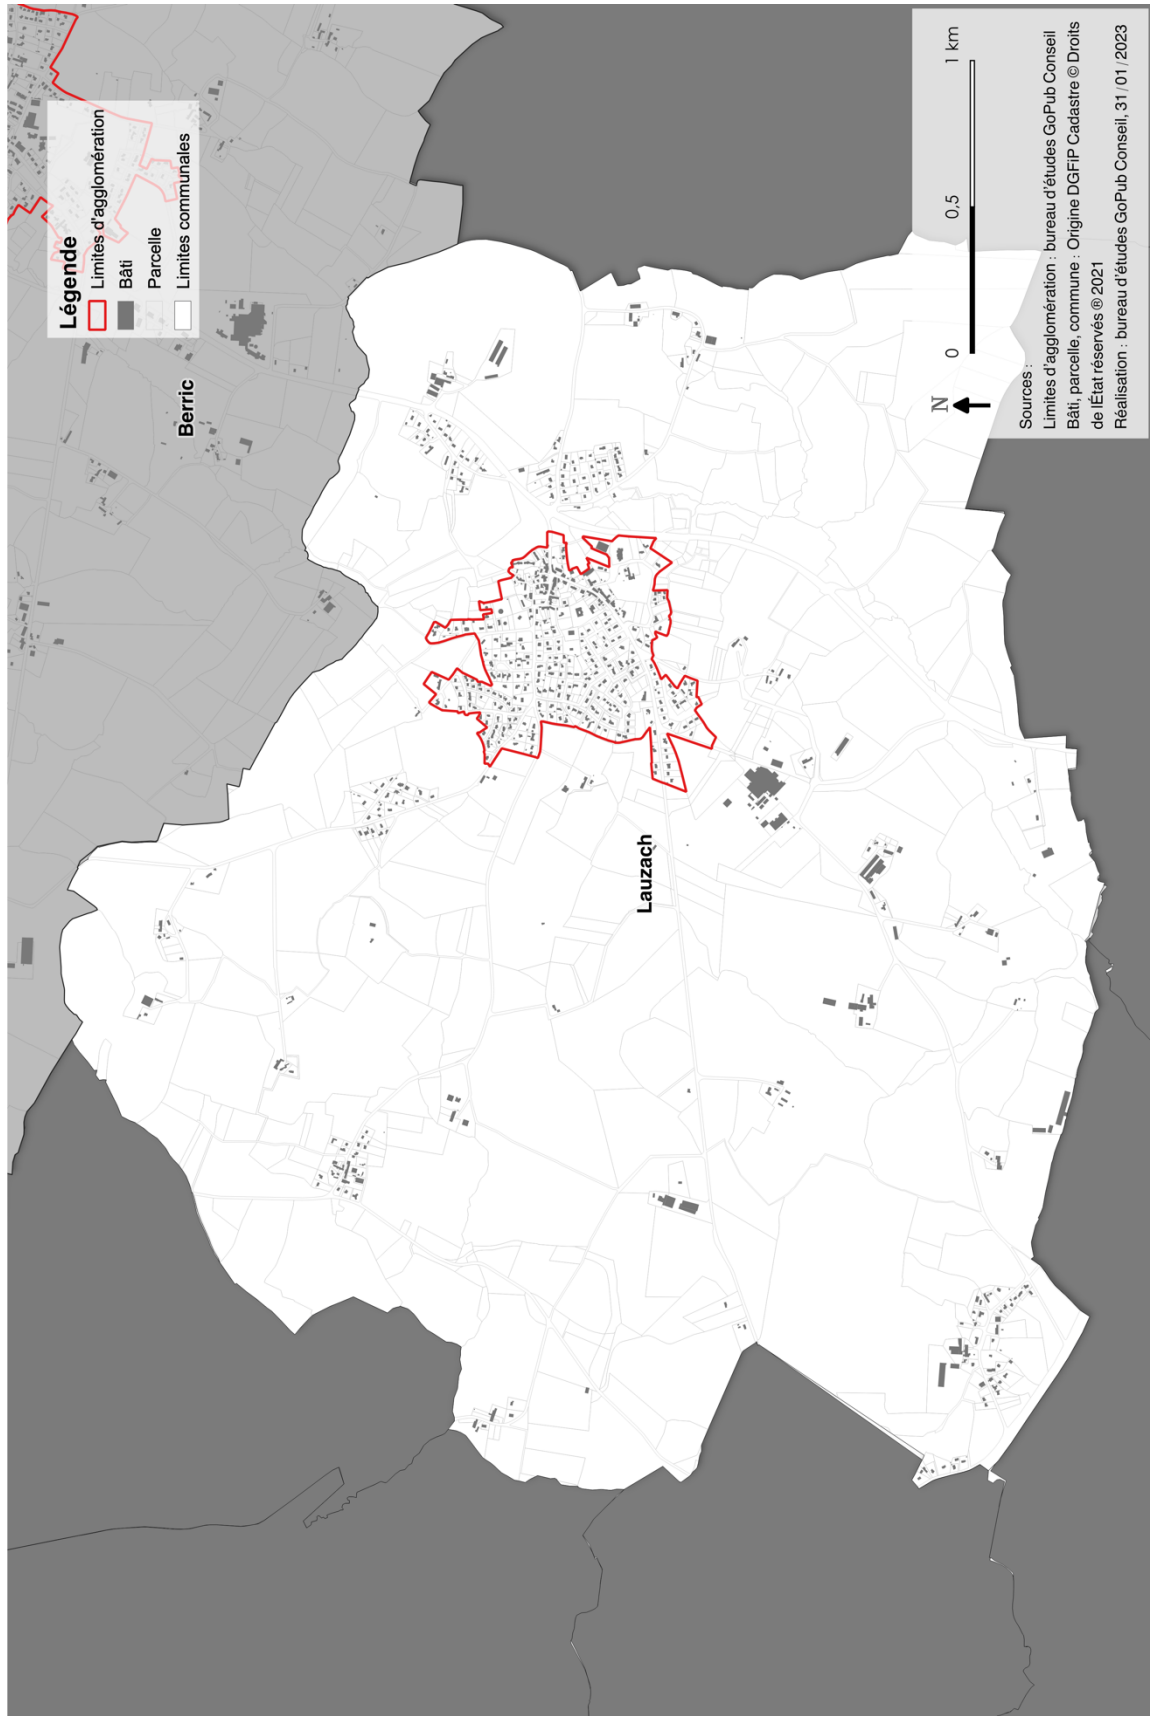 Légende
Limites d'agglomération
Bâti
Parcelle
Limites communales
Berric
Lauzach
N
0 0,5 1 km
Sources :
Limites d'agglomération : bureau d'études GoPub Conseil
Bâti, parcelle, commune : Origine DGFiP Cadastre © Droits
de lÉtat réservés ® 2021
Réalisation : bureau d'études GoPub Conseil, 31/01/2023